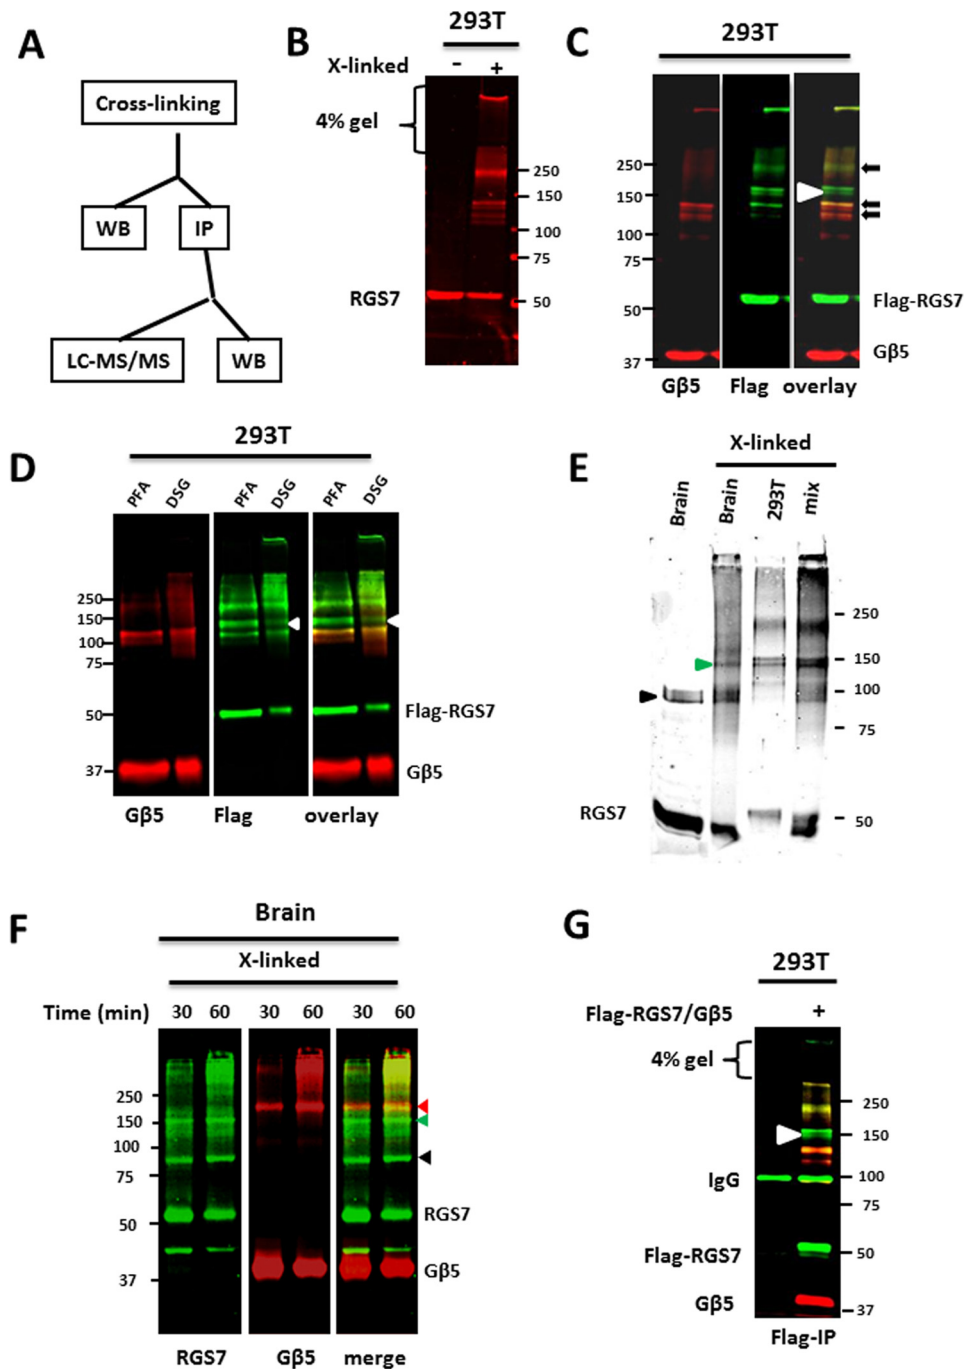 A
Cross-linking
WB
IP
LC-MS/MS
WB
B
293T
X-linked
- +
4% gel
250
150
100
75
RGS7
50
C
293T
250
150
100
75
50
37
Flag-RGS7
Gβ5
Gβ5 Flag overlay
D
293T
PFA DSG PFA DSG PFA DSG
250
150
100
75
50
37
Flag-RGS7
Gβ5
Gβ5 Flag overlay
E
X-linked
Brain Brain 293T mix
250
150
100
75
RGS7
50
F
Brain
X-linked
Time (min) 30 60 30 60 30 60
250
150
100
75
50
37
RGS7
Gβ5
RGS7 Gβ5 merge
G
293T
Flag-RGS7/Gβ5 +
4% gel
250
150
IgG
100
75
Flag-RGS7
50
Gβ5
37
Flag-IP